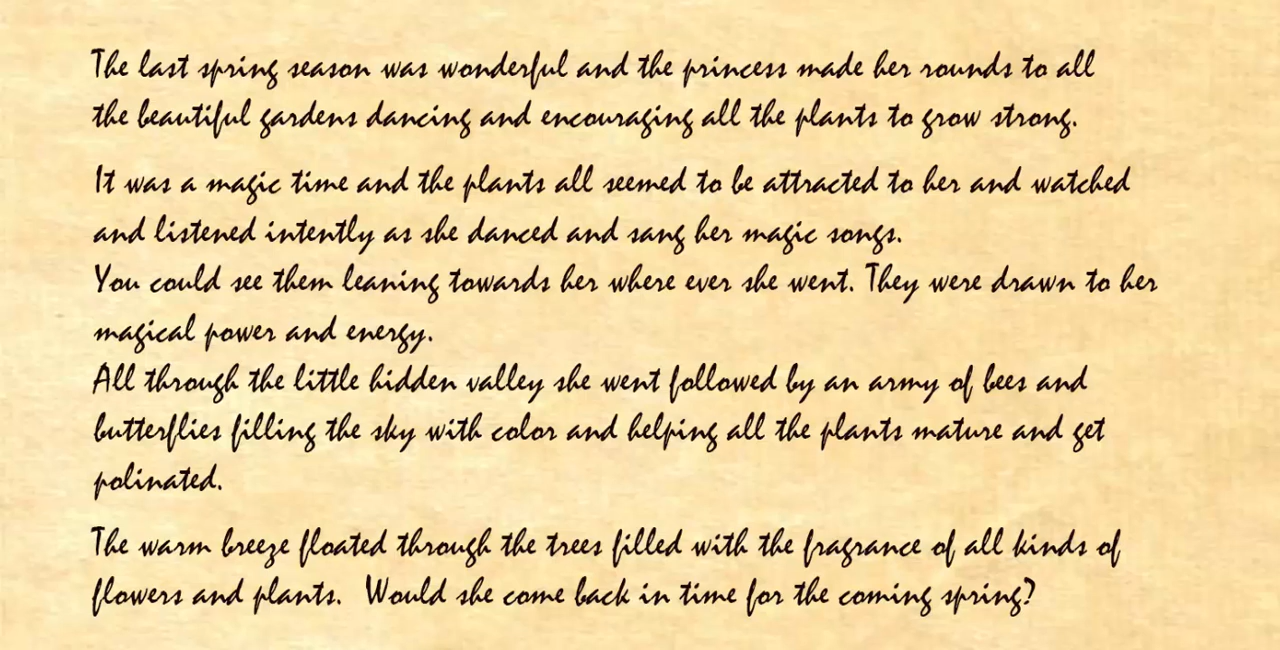 The last spring season was wonderful and the princess made her rounds to all
the beautiful gardens dancing and encouraging all the plants to grow strong.
It was a magic time and the plants all seemed to be attracted to her and watched
and listened intently as she danced and sang her magic songs.
You could see them leaning towards her where ever she went. They were drawn to her
magical power and energy.
All through the little hidden valley she went followed by an army of bees and
butterflies filling the sky with color and helping all the plants mature and get
polinated.
The warm breeze floated through the trees filled with the fragrance of all kinds of
flowers and plants.  Would she come back in time for the coming spring?